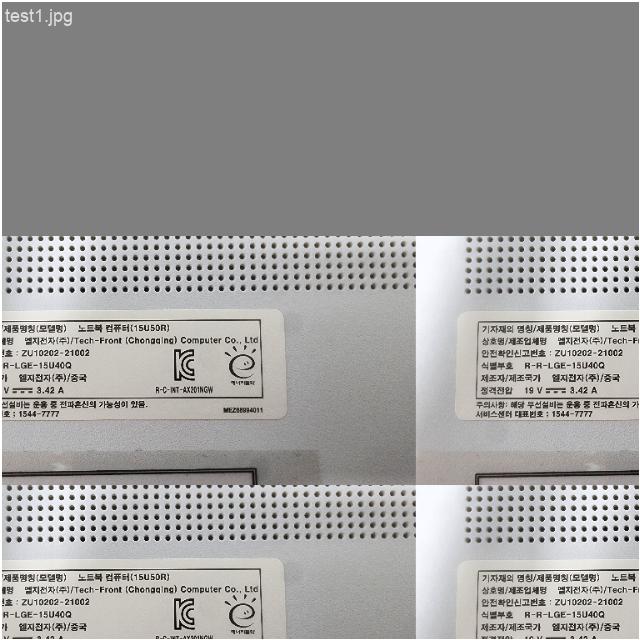 test1.jpg
/제품명칭(모델명) 노트북 컴퓨터(15U50R)
체명 엘지전자(주)/Tech-Front (Chongqing) Computer Co., Ltd
번호 : ZU10202-21002
R-R-LGE-15U40Q
가 엘지전자(주)/중국
V 3.42 A
R-C-INT-AX201NGW
에너지절약
무선설비는 운용 중 전파혼신의 가능성이 있음.
: 1544-7777
MEZ68994011
기자재의 명칭/제품명칭(모델명)
상호명/제조업체명 엘지전자(주)/Tech-F
안전확인신고번호 : ZU10202-21002
식별부호 R-R-LGE-15U40Q
제조자/제조국가 엘지전자(주)/중국
정격전압 19 V 3.42 A
주의사항: 해당 무선설비는 운용 중 전파혼신의
서비스센터 대표번호 : 1544-7777
/제품명칭(모델명) 노트북 컴퓨터(15U50R)
체명 엘지전자(주)/Tech-Front (Chongqing) Computer Co., Ltd
번호 : ZU10202-21002
R-R-LGE-15U40Q
가 엘지전자(주)/중국
에너지절약
기자재의 명칭/제품명칭(모델명)
상호명/제조업체명 엘지전자(주)/Tech-F
안전확인신고번호 : ZU10202-21002
식별부호 R-R-LGE-15U40Q
제조자/제조국가 엘지전자(주)/중국